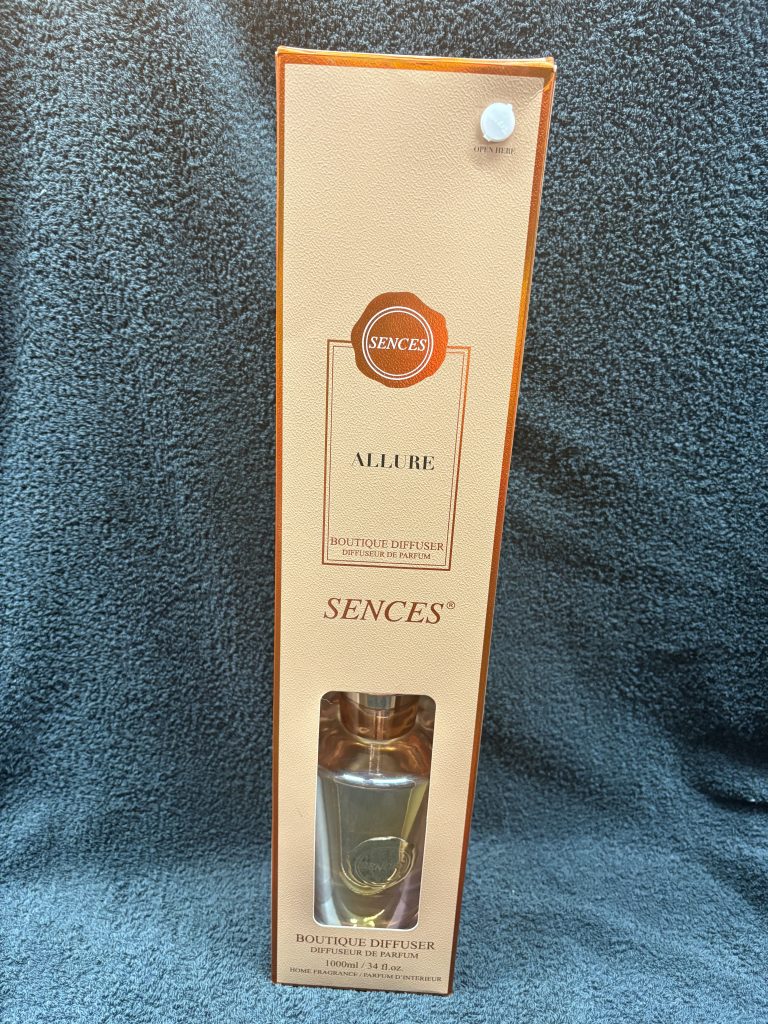 OPEN HERE
SENCES
ALLURE
BOUTIQUE DIFFUSER
DIFFUSEUR DE PARFUM
SENCES®
SENCES
BOUTIQUE DIFFUSER
DIFFUSEUR DE PARFUM
1000ml / 34 fl.oz.
HOME FRAGRANCE / PARFUM D'INTERIEUR